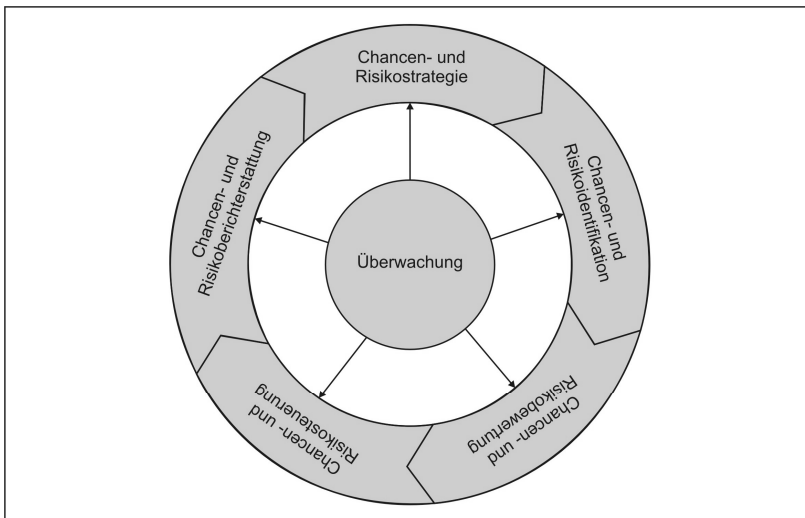 Chancen- und
Risikostrategie
Chancen- und
Risikoidentifikation
Chancen- und
Risikobewertung
Chancen- und
Risikosteuerung
Chancen- und
Risikoberichterstattung
Überwachung